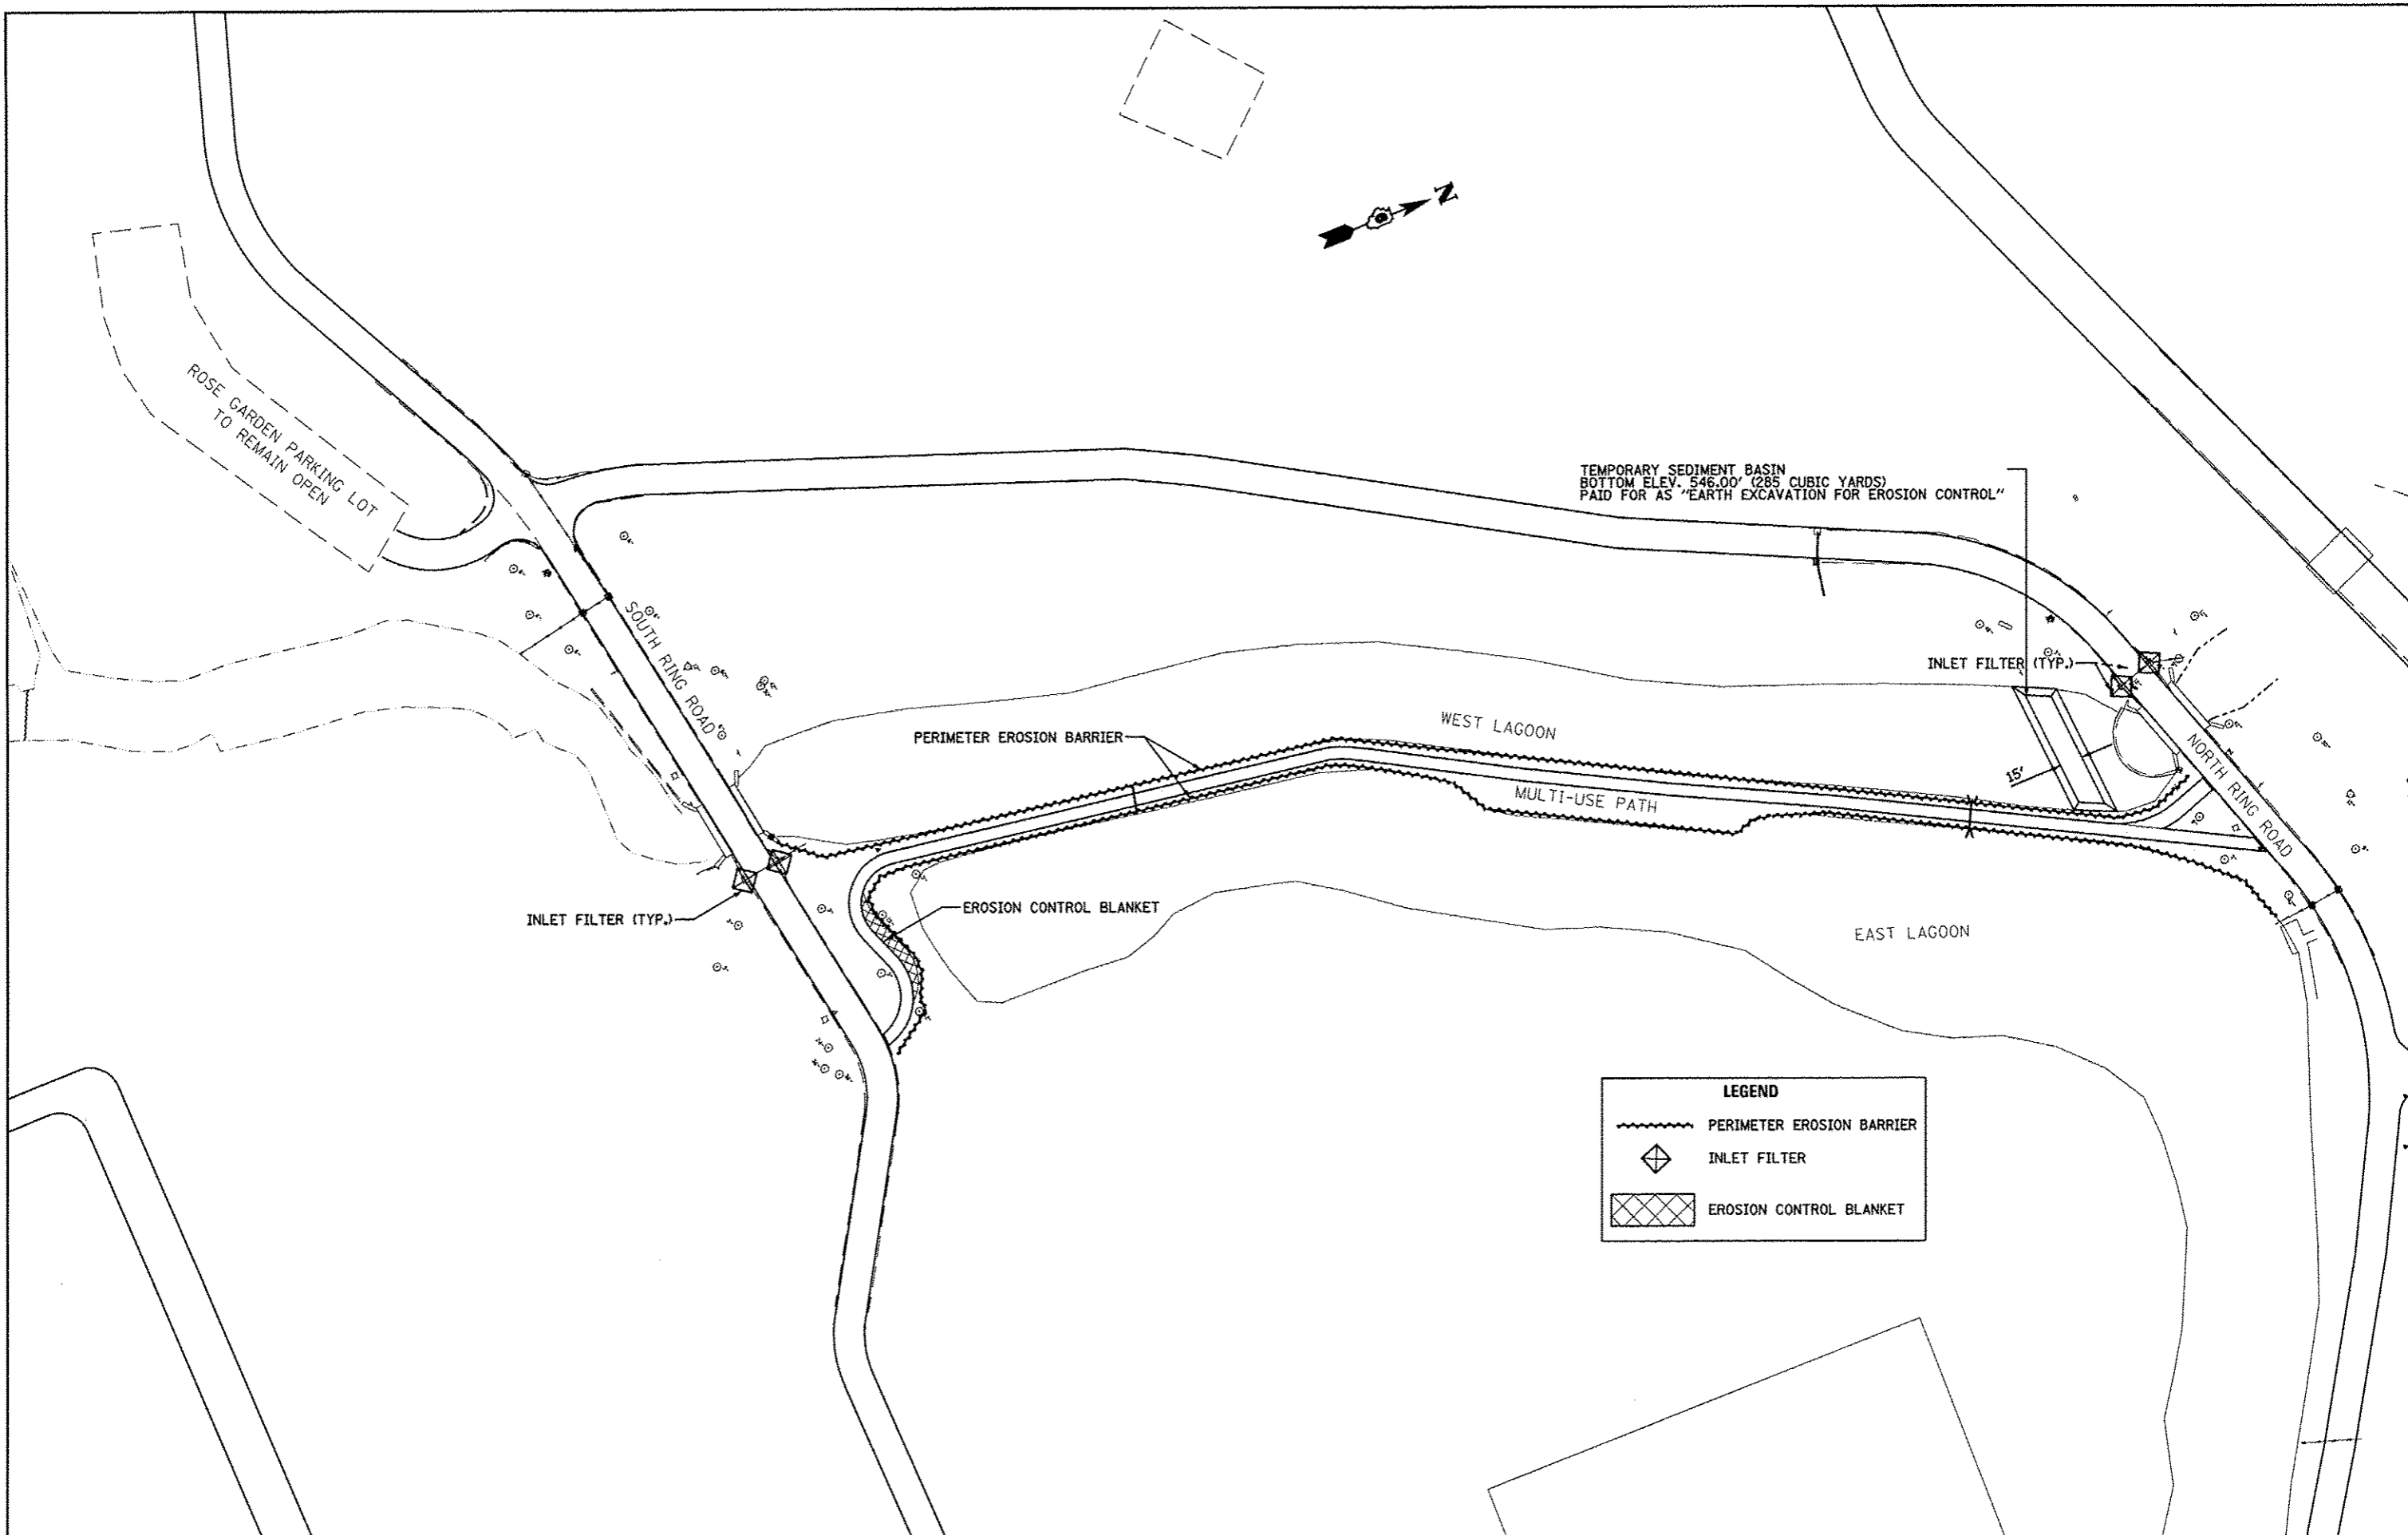 N
ROSE GARDEN PARKING LOT
TO REMAIN OPEN
TEMPORARY SEDIMENT BASIN
BOTTOM ELEV. 546.00' (285 CUBIC YARDS)
PAID FOR AS "EARTH EXCAVATION FOR EROSION CONTROL"
SOUTH RING ROAD
INLET FILTER (TYP.)
WEST LAGOON
PERIMETER EROSION BARRIER
15'
NORTH RING ROAD
MULTI-USE PATH
INLET FILTER (TYP.)
EROSION CONTROL BLANKET
EAST LAGOON
LEGEND
PERIMETER EROSION BARRIER
INLET FILTER
EROSION CONTROL BLANKET